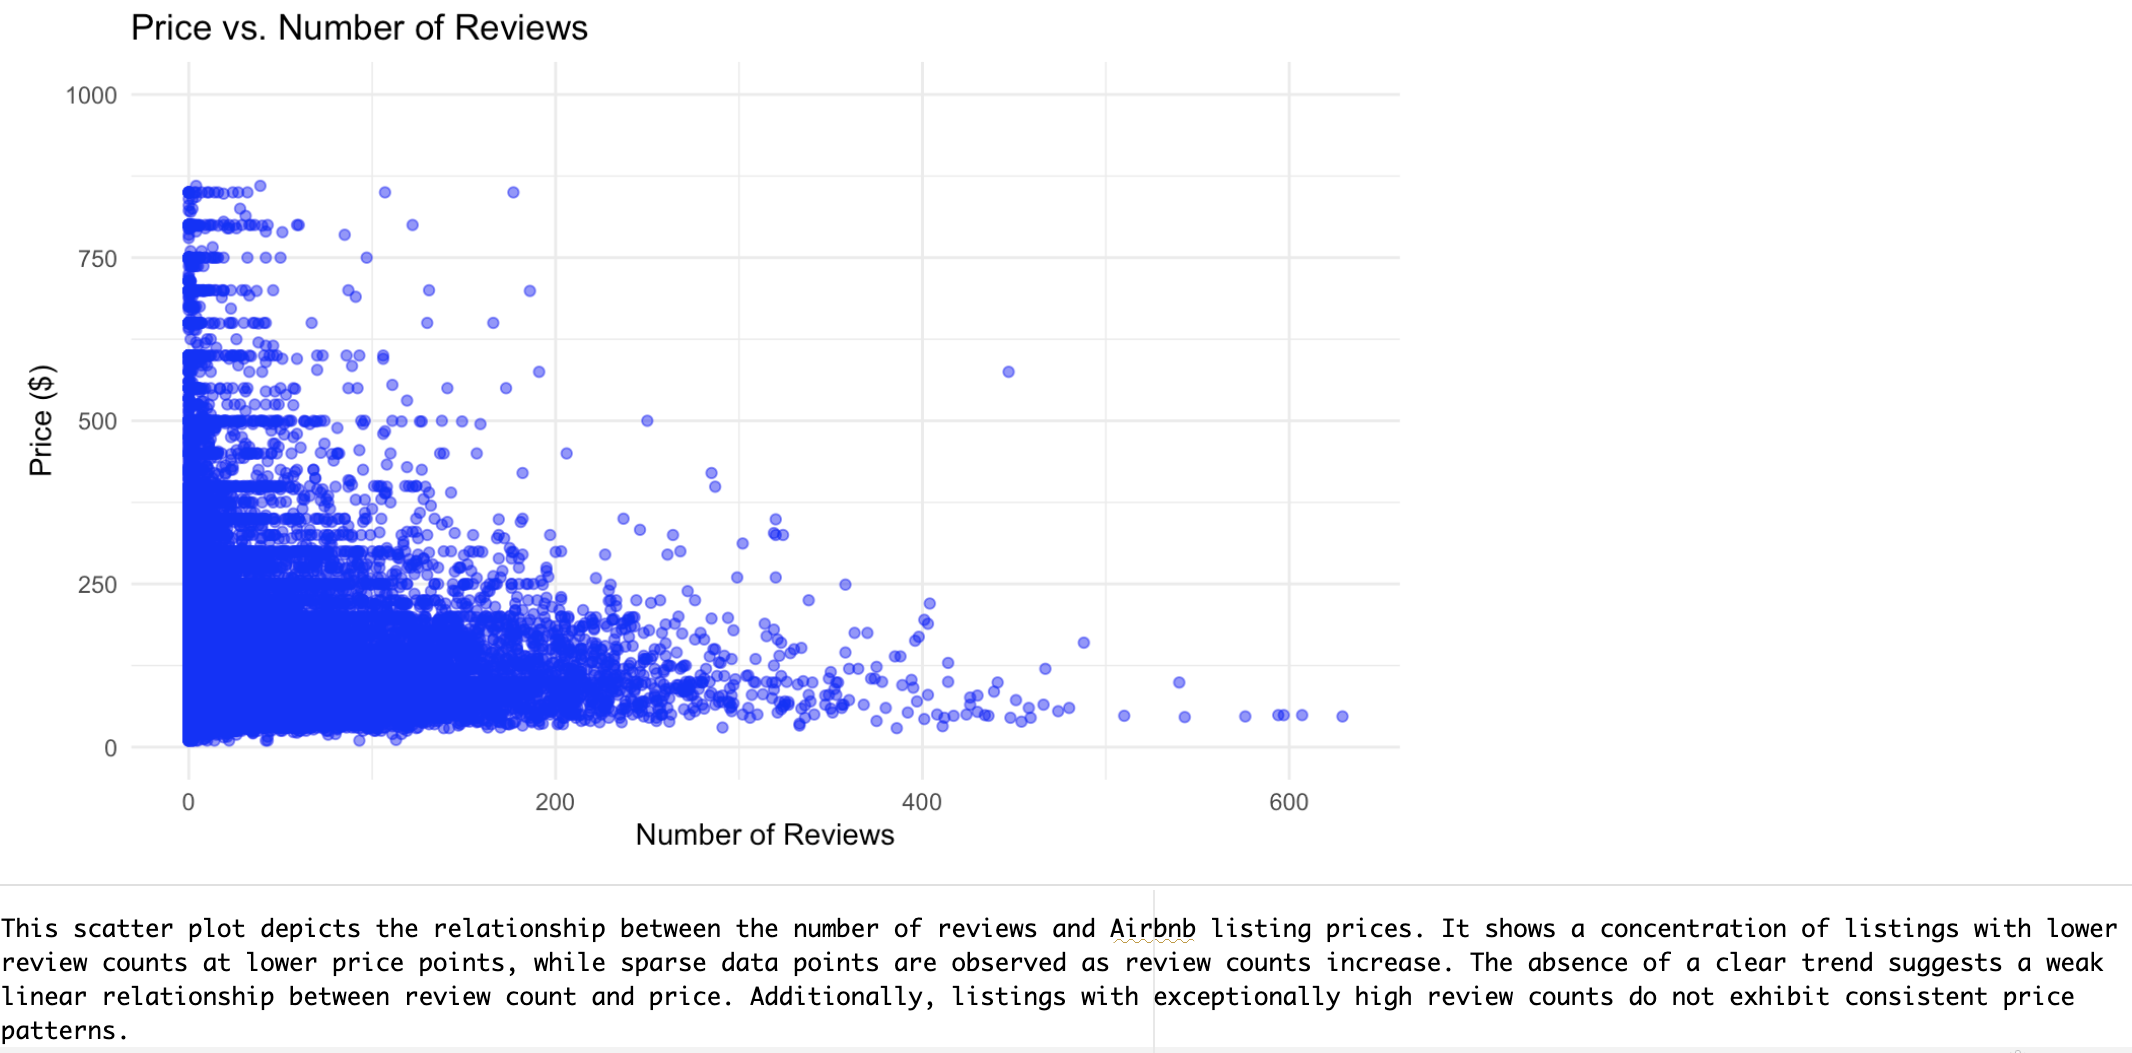 Price vs. Number of Reviews
1000
750
500
250
0
Price ($)
0 200 400 600
Number of Reviews
This scatter plot depicts the relationship between the number of reviews and Airbnb listing prices. It shows a concentration of listings with lower
review counts at lower price points, while sparse data points are observed as review counts increase. The absence of a clear trend suggests a weak
linear relationship between review count and price. Additionally, listings with exceptionally high review counts do not exhibit consistent price
patterns.